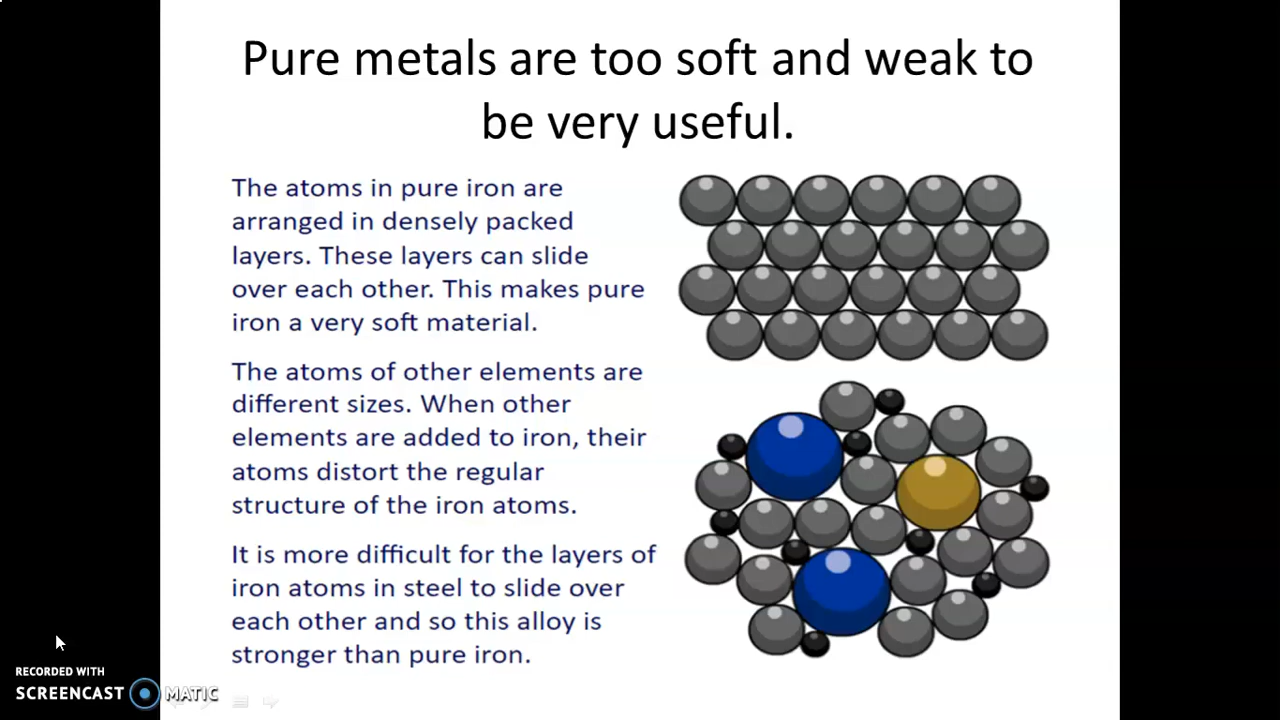 Pure metals are too soft and weak to
be very useful.
The atoms in pure iron are
arranged in densely packed
layers. These layers can slide
over each other. This makes pure
iron a very soft material.
The atoms of other elements are
different sizes. When other
elements are added to iron, their
atoms distort the regular
structure of the iron atoms.
It is more difficult for the layers of
iron atoms in steel to slide over
each other and so this alloy is
stronger than pure iron.
RECORDED WITH
SCREENCAST MATIC